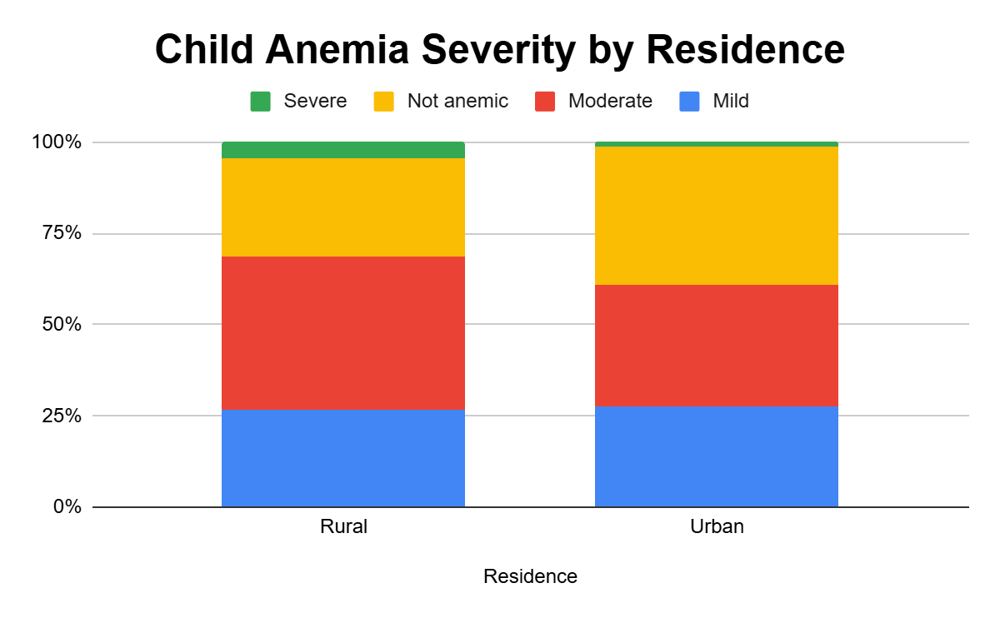 Child Anemia Severity by Residence
Severe Not anemic Moderate Mild
100%
75%
50%
25%
0%
Rural Urban
Residence